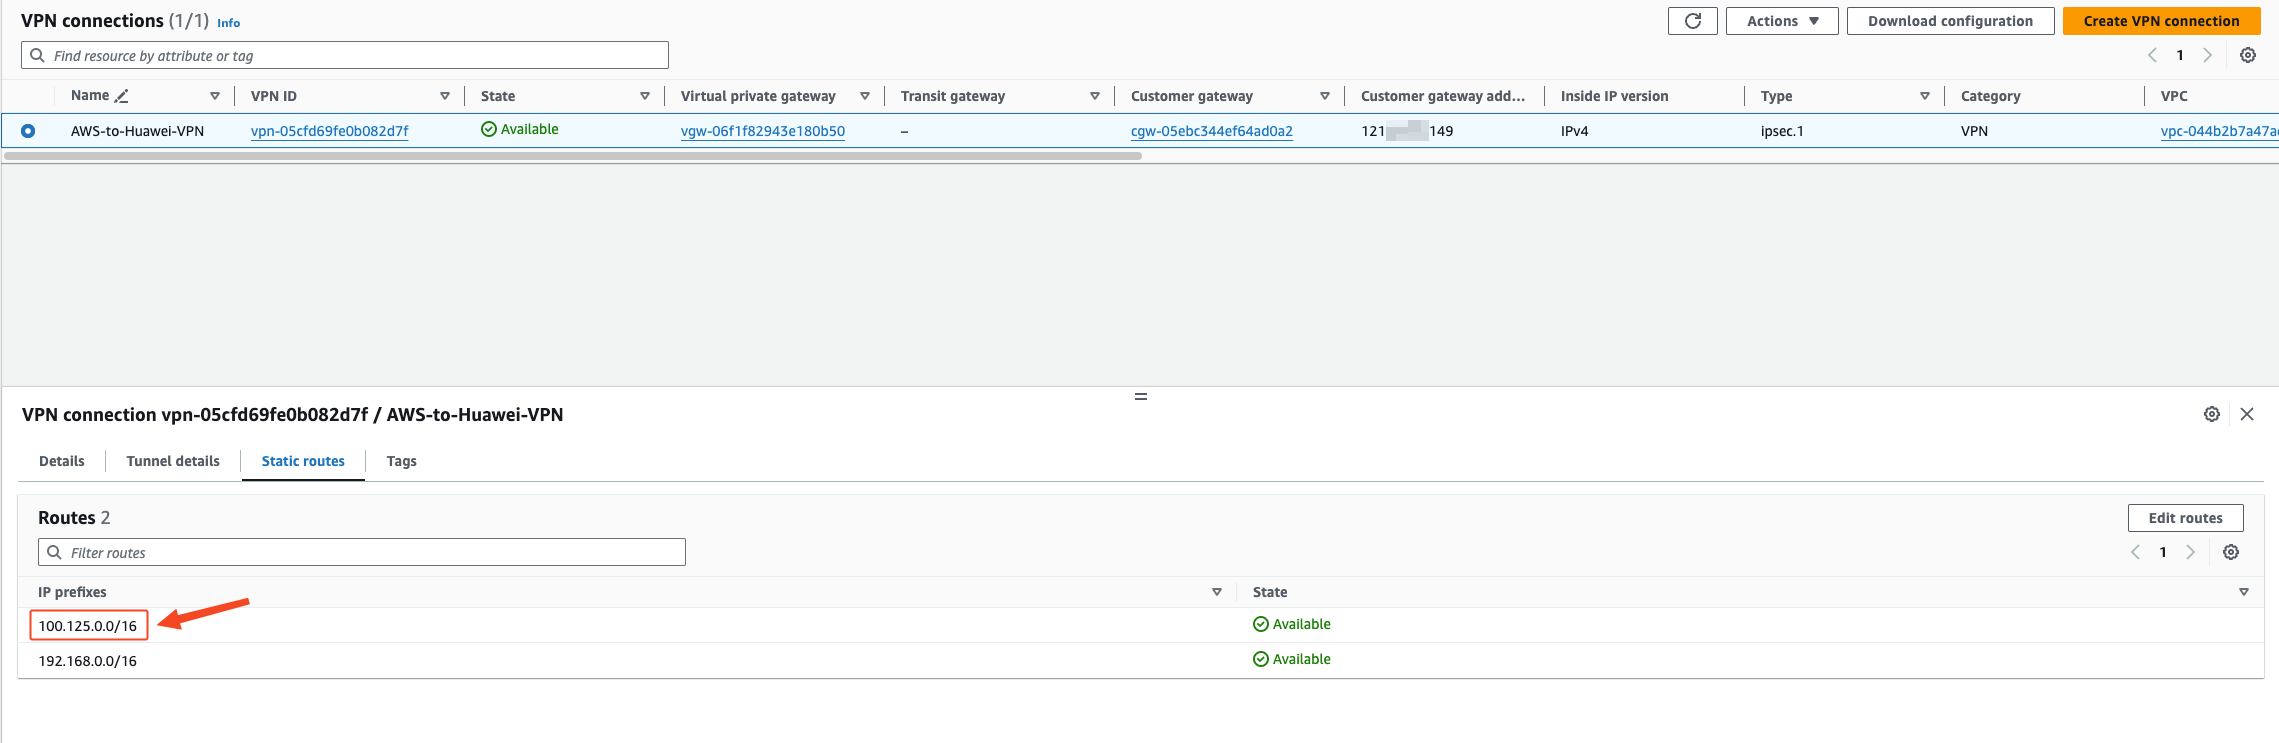 VPN connections (1/1) Info
Actions ▼ Download configuration Create VPN connection
Find resource by attribute or tag
1
Name VPN ID State Virtual private gateway Transit gateway Customer gateway Customer gateway add... Inside IP version Type Category VPC
AWS-to-Huawei-VPN vpn-05cfd69fe0b082d7f Available vgw-06f1f82943e180b50 – cgw-05ebc344ef64ad0a2 121 149 IPv4 ipsec.1 VPN vpc-044b2b7a47a
VPN connection vpn-05cfd69fe0b082d7f / AWS-to-Huawei-VPN
Details Tunnel details Static routes Tags
Routes 2
Edit routes
Filter routes
1
IP prefixes State
100.125.0.0/16 Available
192.168.0.0/16 Available